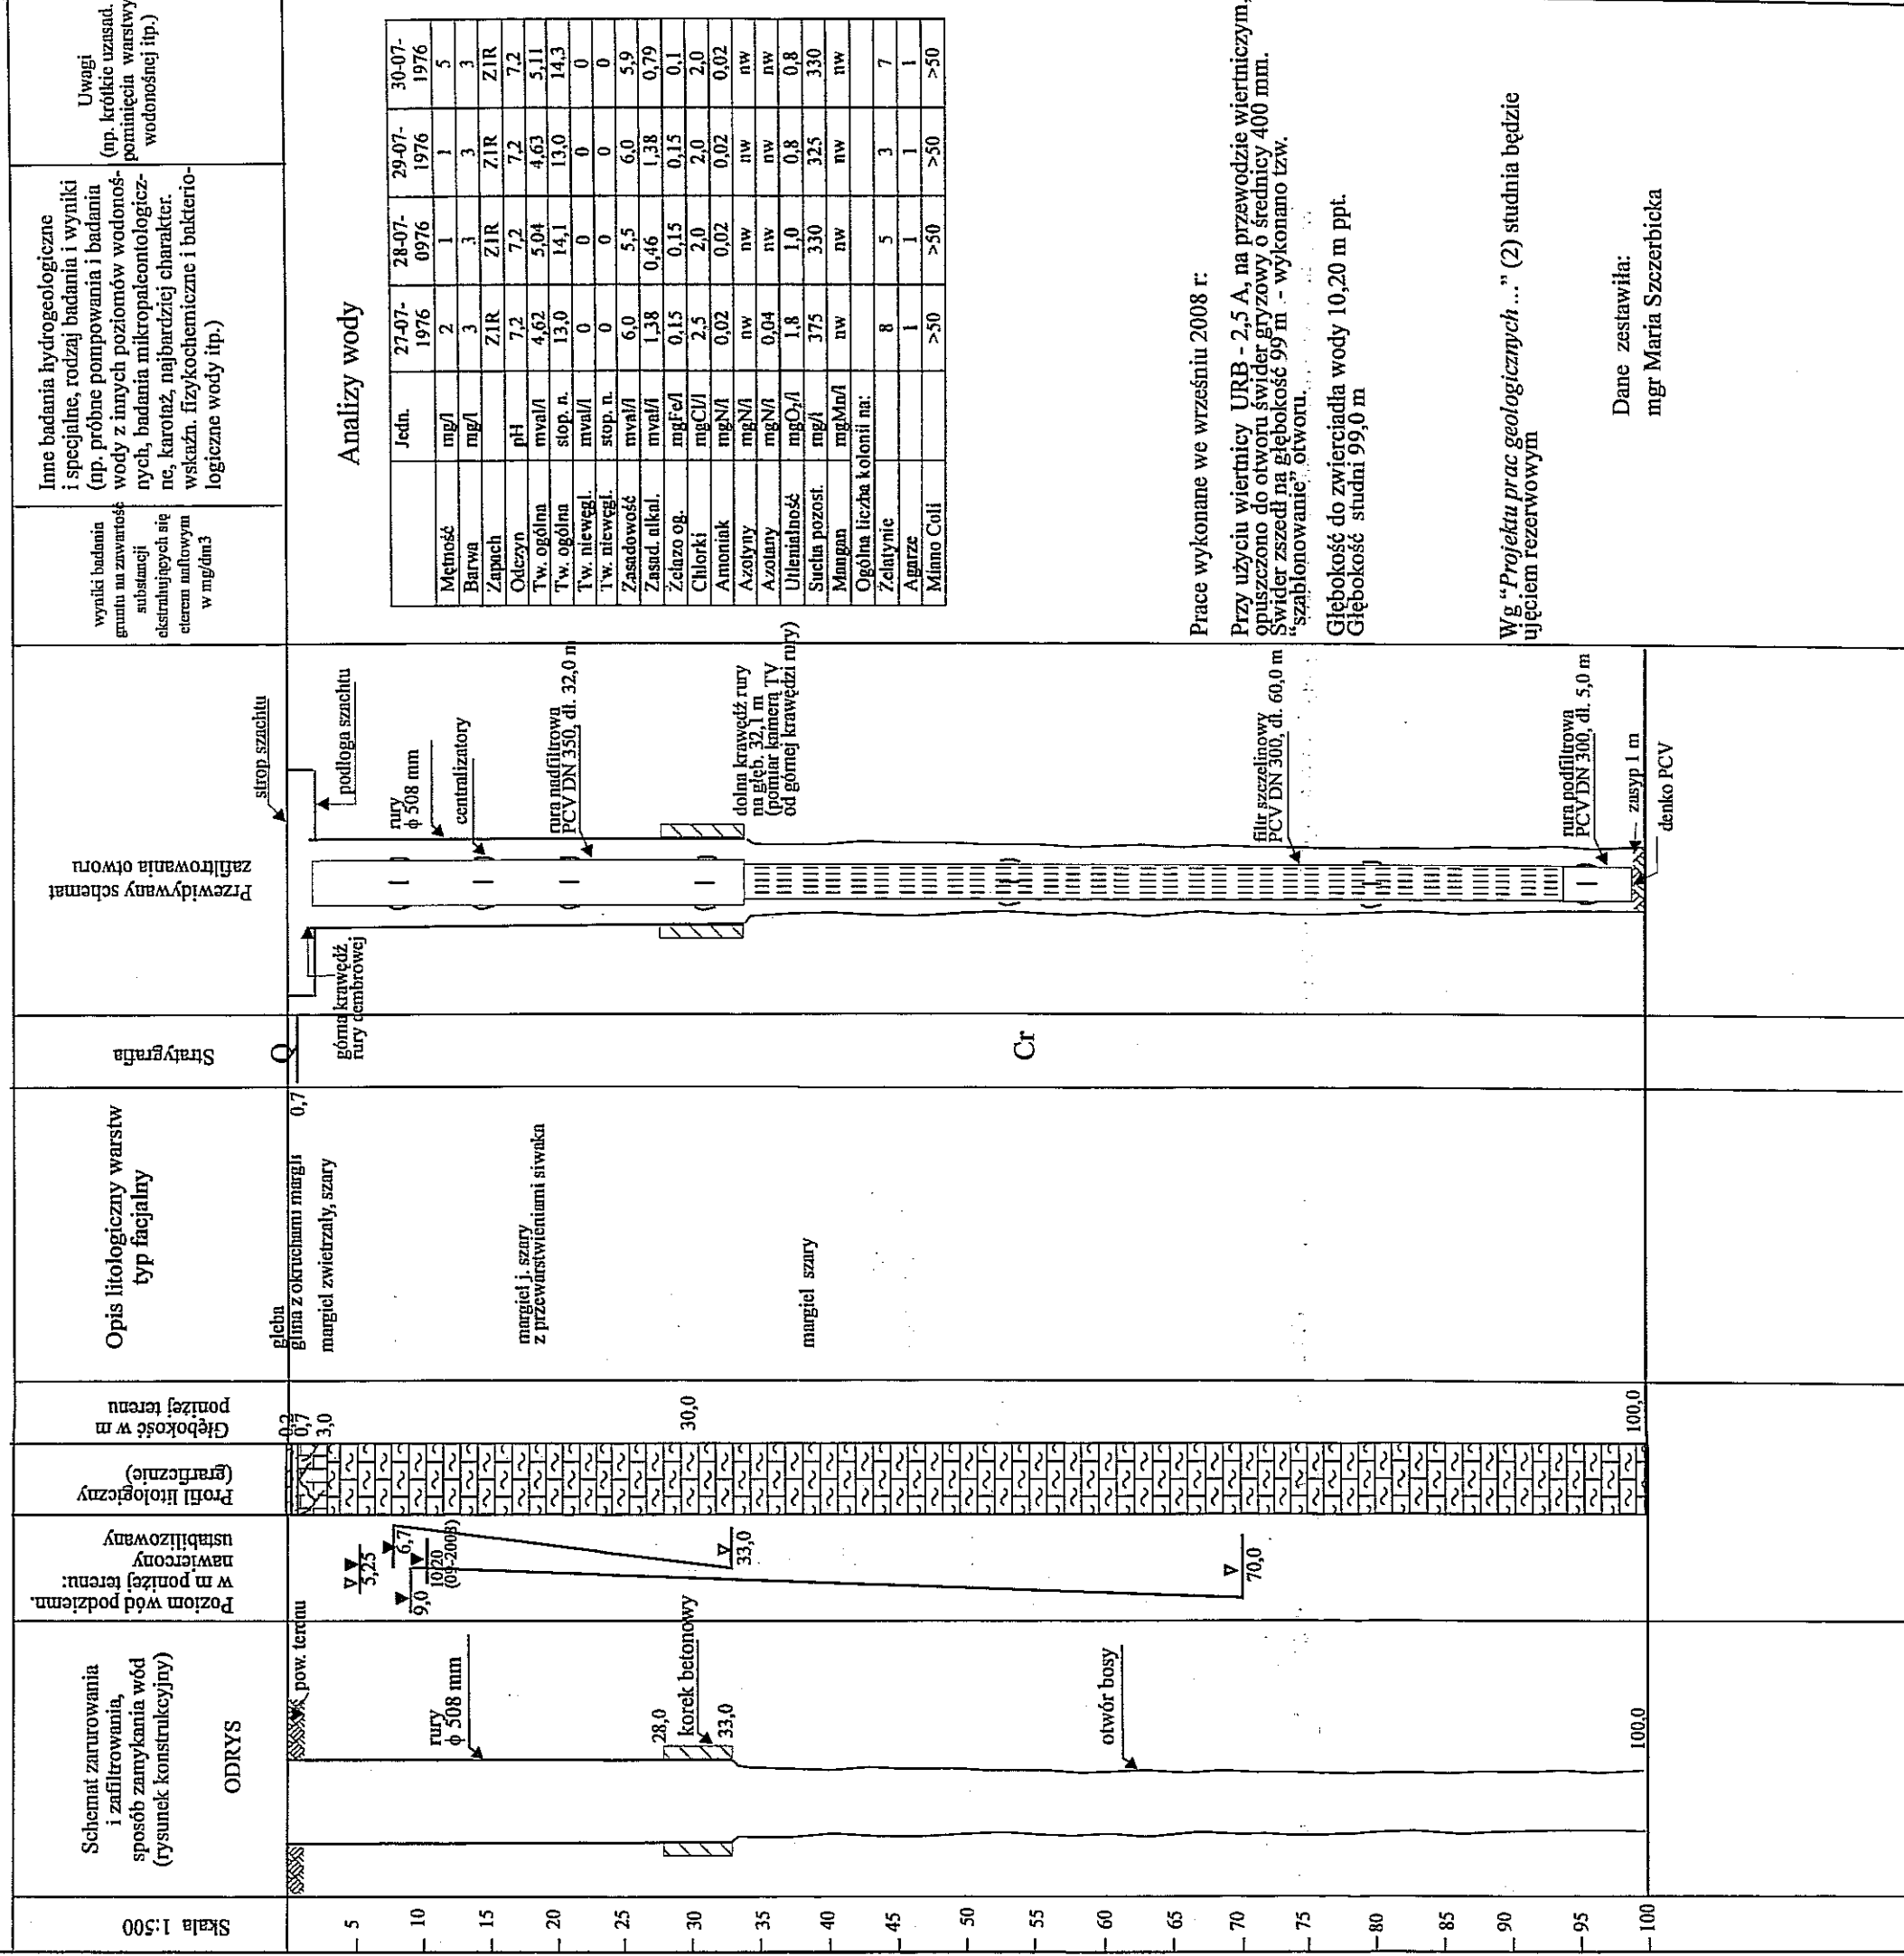 Skala 1:500
Schemat zarurowania
i zafiltrowania,
sposób zamykania wód
(rysunek konstrukcyjny)
ODRYS
Poziom wód podziemn.
w m poniżej terenu:
nawiercony
ustabilizowany
Profil litologiczny
(graficznie)
Głębokość w m
poniżej terenu
Opis litologiczny warstw
typ facjalny
Stratygrafia
Przewidywany schemat
zafiltrowania otworu
wyniki badania
gruntu na zawartość
substancji
ekstrahujących się
eterem naftowym
w mg/dm3
Inne badania hydrogeologiczne
i specjalne, rodzaj badania i wyniki
(np. próbne pompowania i badania
wody z innych poziomów wodonoś-
nych, badania mikropaleontologicz-
ne, karotaż, najbardziej charakter.
wskaźn. fizykochemiczne i bakterio-
logiczne wody itp.)
Uwagi
(np. krótkie uzasad.
pominięcia warstwy
wodonośnej itp.)
5
10
15
20
25
30
35
40
45
50
55
60
65
70
75
80
85
90
95
100
pow. terenu
rury
ϕ 508 mm
28,0
korek betonowy
33,0
otwór bosy
100,0
5,25
6,7
9,0
10,20
(09-2008)
33,0
70,0
0,2
0,7
3,0
30,0
100,0
gleba
glina z okruchami margli
0,7
margiel zwietrzały, szary
margiel j. szary
z przewarstwieniami siwaka
margiel szary
Q
Cr
strop szachtu
podłoga szachtu
górna krawędź
rury dembrowej
rury
ϕ 508 mm
centralizatory
rura nadfiltrowa
PCV DN 350, dł. 32,0 m
dolna krawędź rury
na głęb. 32,1 m
(pomiar kamerą TV
od górnej krawędzi rury)
filtr szczelinowy
PCV DN 300, dł. 60,0 m
rura podfiltrowa
PCV DN 300, dł. 5,0 m
zasyp 1 m
denko PCV
Analizy wody
Jedn. 27-07-1976 28-07-0976 29-07-1976 30-07-1976
Mętność mg/l 2 1 1 5
Barwa mg/l 3 3 3 3
Zapach Z1R Z1R Z1R Z1R
Odczyn pH 7,2 7,2 7,2 7,2
Tw. ogólna mval/l 4,62 5,04 4,63 5,11
Tw. ogólna stop. n. 13,0 14,1 13,0 14,3
Tw. niewęgl. mval/l 0 0 0 0
Tw. niewęgl. stop. n. 0 0 0 0
Zasadowość mval/l 6,0 5,5 6,0 5,9
Zasad. alkal. mval/l 1,38 0,46 1,38 0,79
Żelazo og. mgFe/l 0,15 0,15 0,15 0,1
Chlorki mgCl/l 2,5 2,0 2,0 2,0
Amoniak mgN/l 0,02 0,02 0,02 0,02
Azotyny mgN/l nw nw nw nw
Azotany mgN/l 0,04 nw nw nw
Utlenialność mgO2/l 1,8 1,0 0,8 0,8
Sucha pozost. mg/l 375 330 325 330
Mangan mgMn/l nw nw nw nw
Ogólna liczba kolonii na:
Żelatynie 8 5 3 7
Agarze 1 1 1 1
Miano Coli >50 >50 >50 >50
Prace wykonane we wrześniu 2008 r:
Przy użyciu wiertnicy URB - 2,5 A, na przewodzie wiertniczym,
opuszczono do otworu świder gryzowy o średnicy 400 mm.
Świder zszedł na głębokość 99 m - wykonano tzw.
“szablonowanie” otworu.
Głębokość do zwierciadła wody 10,20 m ppt.
Głębokość studni 99,0 m
Wg “Projektu prac geologicznych ...” (2) studnia będzie
ujęciem rezerwowym
Dane zestawiła:
mgr Maria Szczerbicka